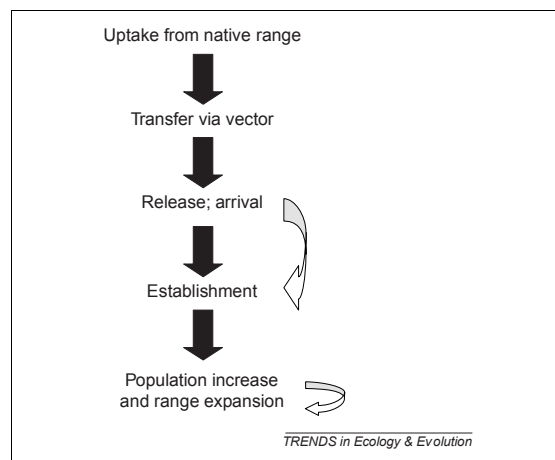 Uptake from native range
Transfer via vector
Release; arrival
Establishment
Population increase
and range expansion
TRENDS in Ecology & Evolution